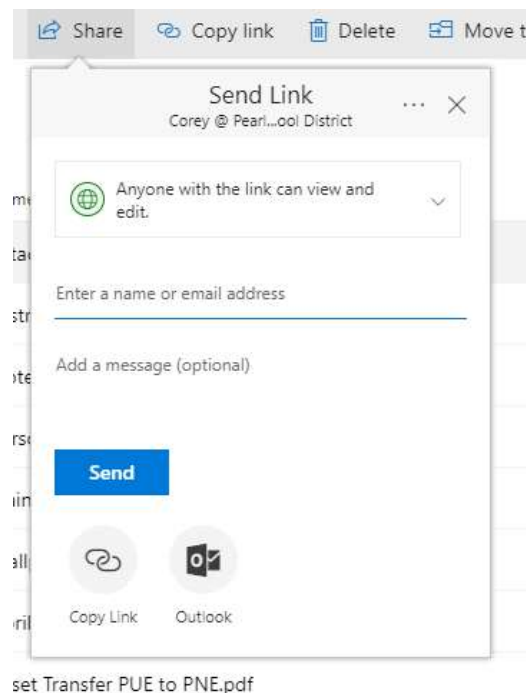 Share Copy link Delete Move t
Send Link
Corey @ Pearl...ool District
Anyone with the link can view and
edit.
Enter a name or email address
Add a message (optional)
Send
Copy Link Outlook
set Transfer PUE to PNE.pdf